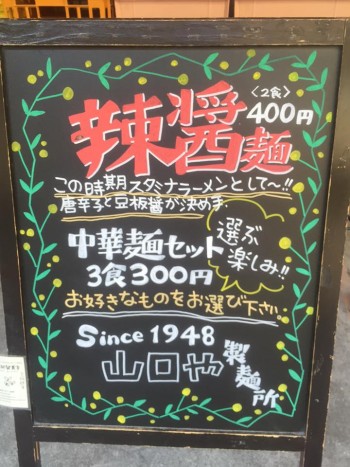 辣醤麺
〈2食〉
400円
この時期スタミナラーメンとして〜!!
唐辛子と豆板醤が決めま
中華麺セット
3食300円
選ぶ
楽しみ!!
お好きなものをお選び下さい。
Since 1948
山口や製麺所